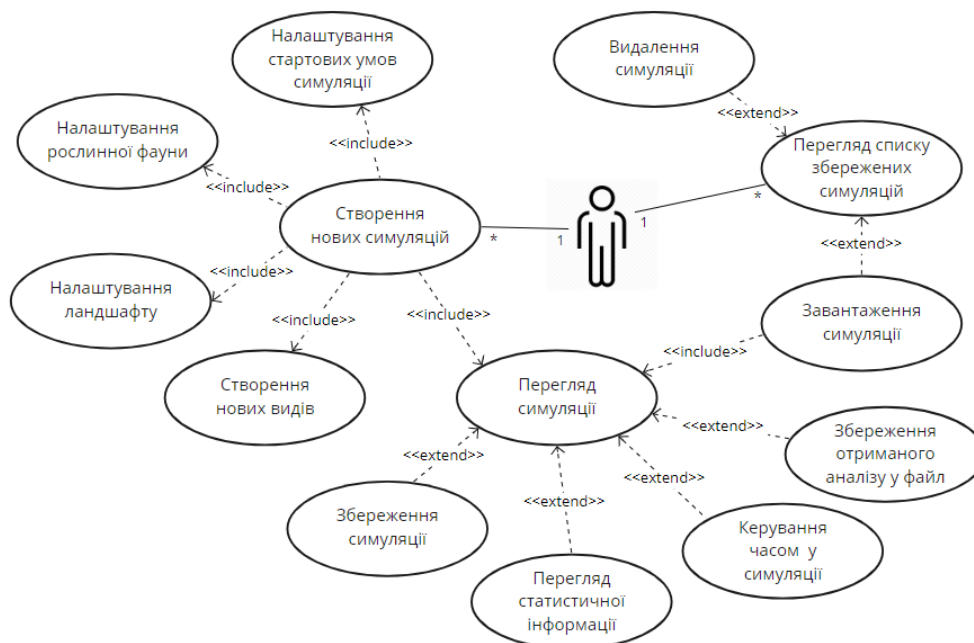 Налаштування
стартових умов
симуляції
Видалення
симуляції
<<extend>>
Налаштування
рослинної фауни
<<include>>
Перегляд списку
збережених
симуляцій
<<include>>
Створення
нових симуляцій
*
1
1
*
<<include>>
<<extend>>
Налаштування
ландшафту
Завантаження
симуляції
<<include>>
<<include>>
<<include>>
Створення
нових видів
Перегляд
симуляції
<<extend>>
Збереження
отриманого
аналізу у файл
<<extend>>
<<extend>>
<<extend>>
Збереження
симуляції
Керування
часом у
симуляції
Перегляд
статистичної
інформації